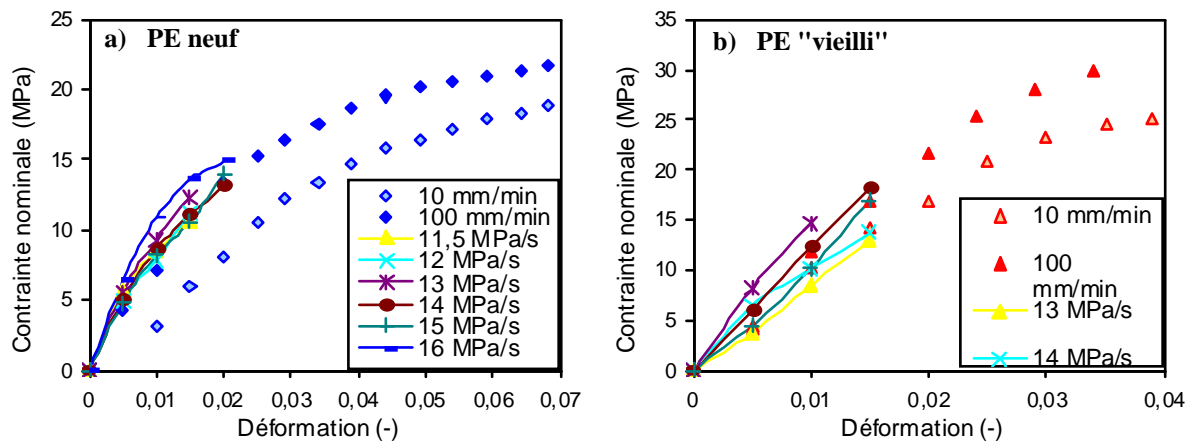 a) PE neuf
Contrainte nominale (MPa)
25
20
15
10
5
0
0
0,01
0,02
0,03
0,04
0,05
0,06
0,07
Déformation (-)
10 mm/min
100 mm/min
11,5 MPa/s
12 MPa/s
13 MPa/s
14 MPa/s
15 MPa/s
16 MPa/s
b) PE "vieilli"
Contrainte nominale (MPa)
35
30
25
20
15
10
5
0
0
0,01
0,02
0,03
0,04
Déformation (-)
10 mm/min
100
mm/min
13 MPa/s
14 MPa/s